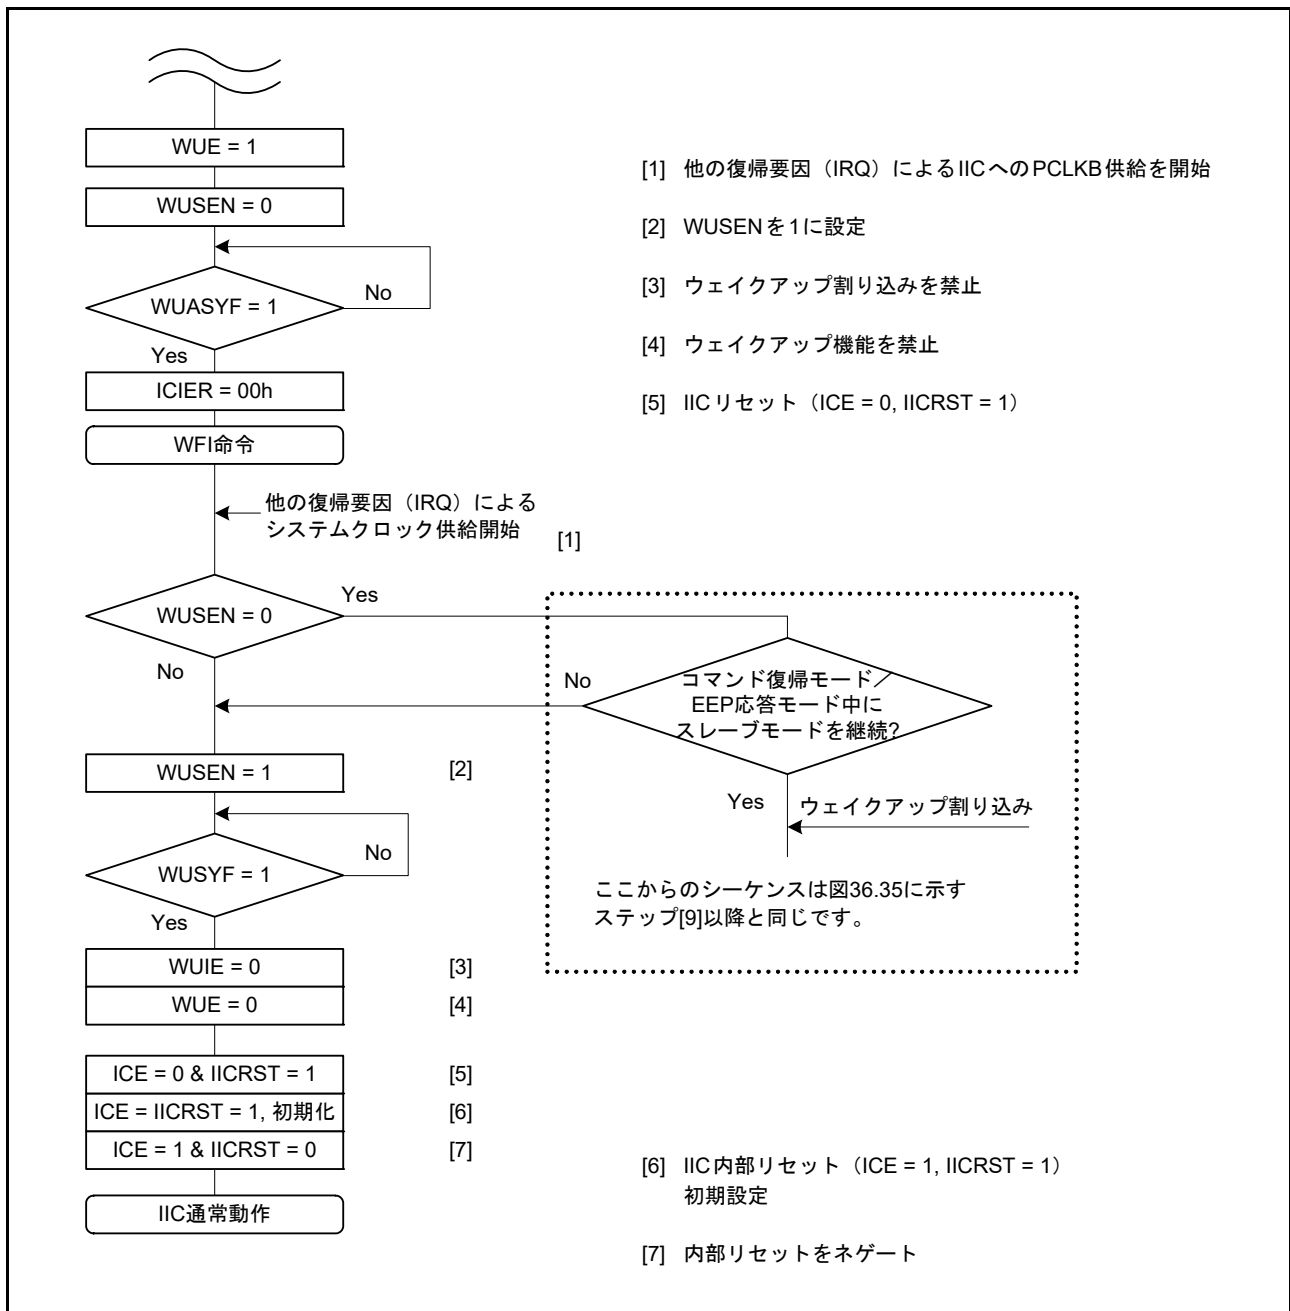 WUE = 1
WUSEN = 0
WUASYF = 1
No
Yes
ICIER = 00h
WFI命令
他の復帰要因（IRQ）による
システムクロック供給開始
[1]
WUSEN = 0
Yes
No
コマンド復帰モード／
EEP応答モード中に
スレーブモードを継続?
No
Yes
ウェイクアップ割り込み
ここからのシーケンスは図36.35に示す
ステップ[9]以降と同じです。
WUSEN = 1
[2]
WUSYF = 1
No
Yes
WUIE = 0
[3]
WUE = 0
[4]
ICE = 0 & IICRST = 1
[5]
ICE = IICRST = 1, 初期化
[6]
ICE = 1 & IICRST = 0
[7]
IIC通常動作
[1] 他の復帰要因（IRQ）によるIICへのPCLKB供給を開始
[2] WUSENを1に設定
[3] ウェイクアップ割り込みを禁止
[4] ウェイクアップ機能を禁止
[5] IICリセット（ICE = 0, IICRST = 1）
[6] IIC内部リセット（ICE = 1, IICRST = 1）
初期設定
[7] 内部リセットをネゲート